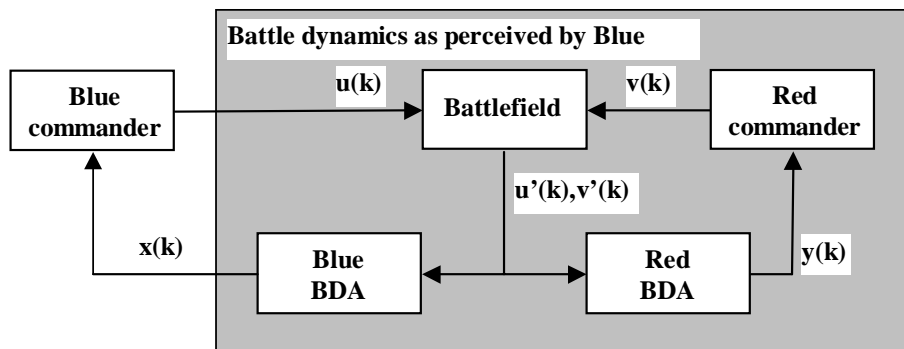 Battle dynamics as perceived by Blue
u(k)
v(k)
Blue
commander
Battlefield
Red
commander
u’(k),v’(k)
x(k)
y(k)
Blue
BDA
Red
BDA